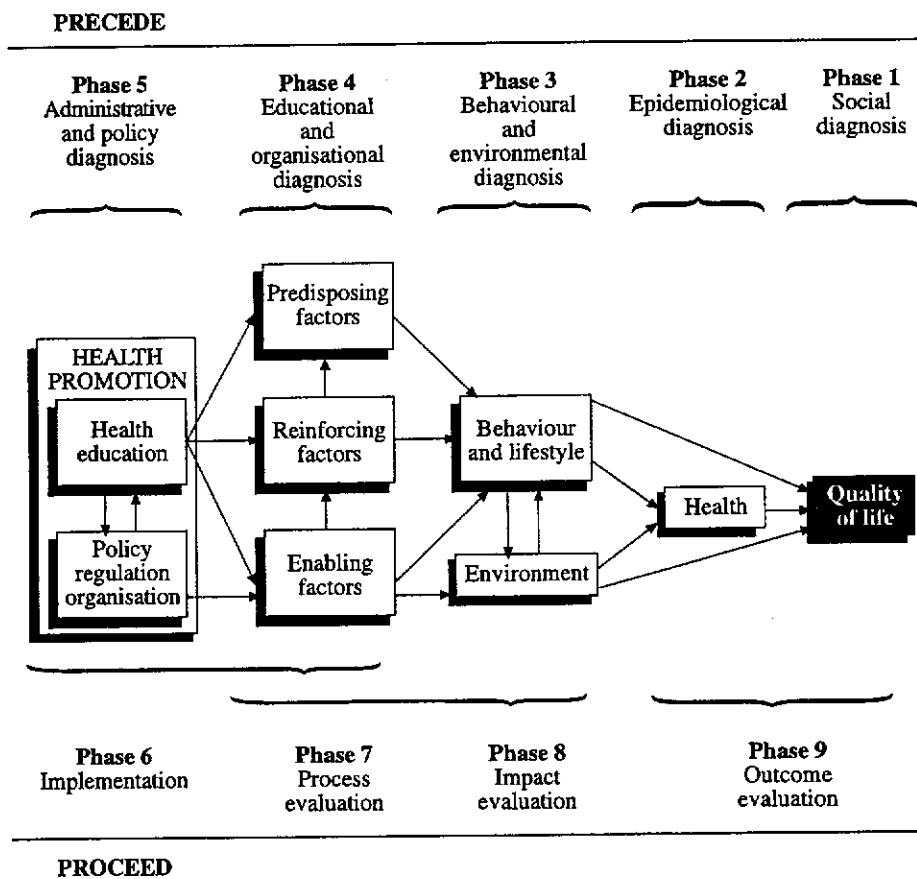 PRECEDE
Phase 5
Administrative
and policy
diagnosis
Phase 4
Educational
and
organisational
diagnosis
Phase 3
Behavioural
and
environmental
diagnosis
Phase 2
Epidemiological
diagnosis
Phase 1
Social
diagnosis
HEALTH
PROMOTION
Health
education
Policy
regulation
organisation
Predisposing
factors
Reinforcing
factors
Enabling
factors
Behaviour
and lifestyle
Environment
Health
Quality
of life
Phase 6
Implementation
Phase 7
Process
evaluation
Phase 8
Impact
evaluation
Phase 9
Outcome
evaluation
PROCEED